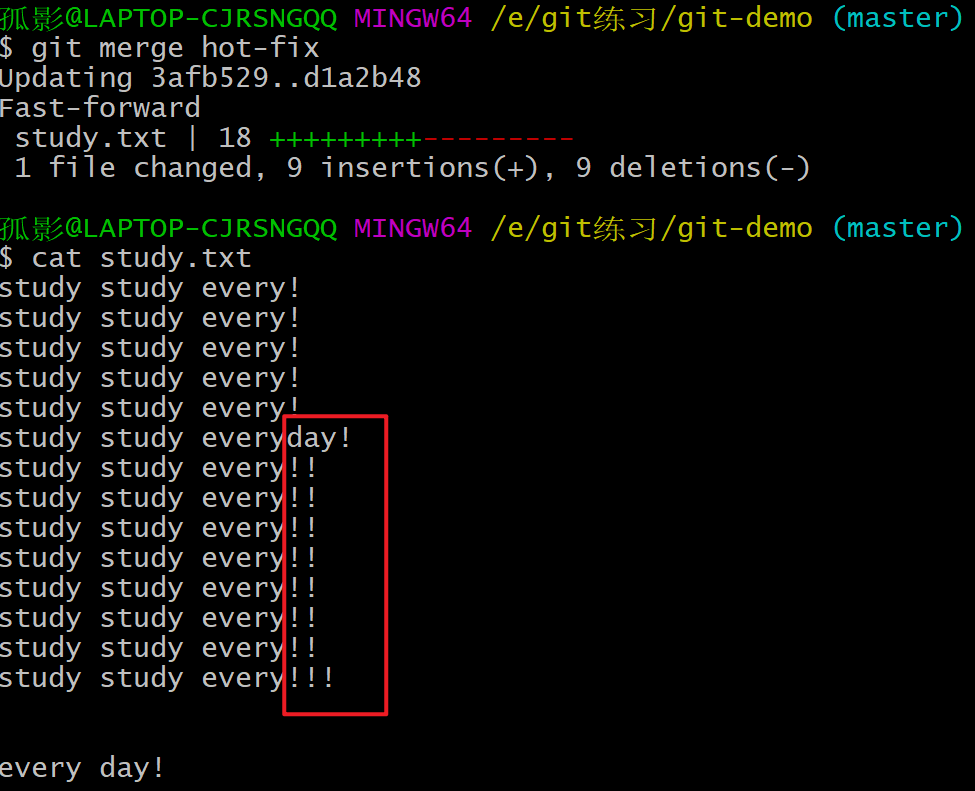 孤影@LAPTOP-CJRSNGQQ MINGW64 /e/git练习/git-demo (master)
$ git merge hot-fix
Updating 3afb529..d1a2b48
Fast-forward
 study.txt | 18 +++++++++---------
 1 file changed, 9 insertions(+), 9 deletions(-)
孤影@LAPTOP-CJRSNGQQ MINGW64 /e/git练习/git-demo (master)
$ cat study.txt
study study every!
study study every!
study study every!
study study every!
study study every!
study study everyday!
study study every!!
study study every!!
study study every!!
study study every!!
study study every!!
study study every!!
study study every!!
study study every!!!
every day!